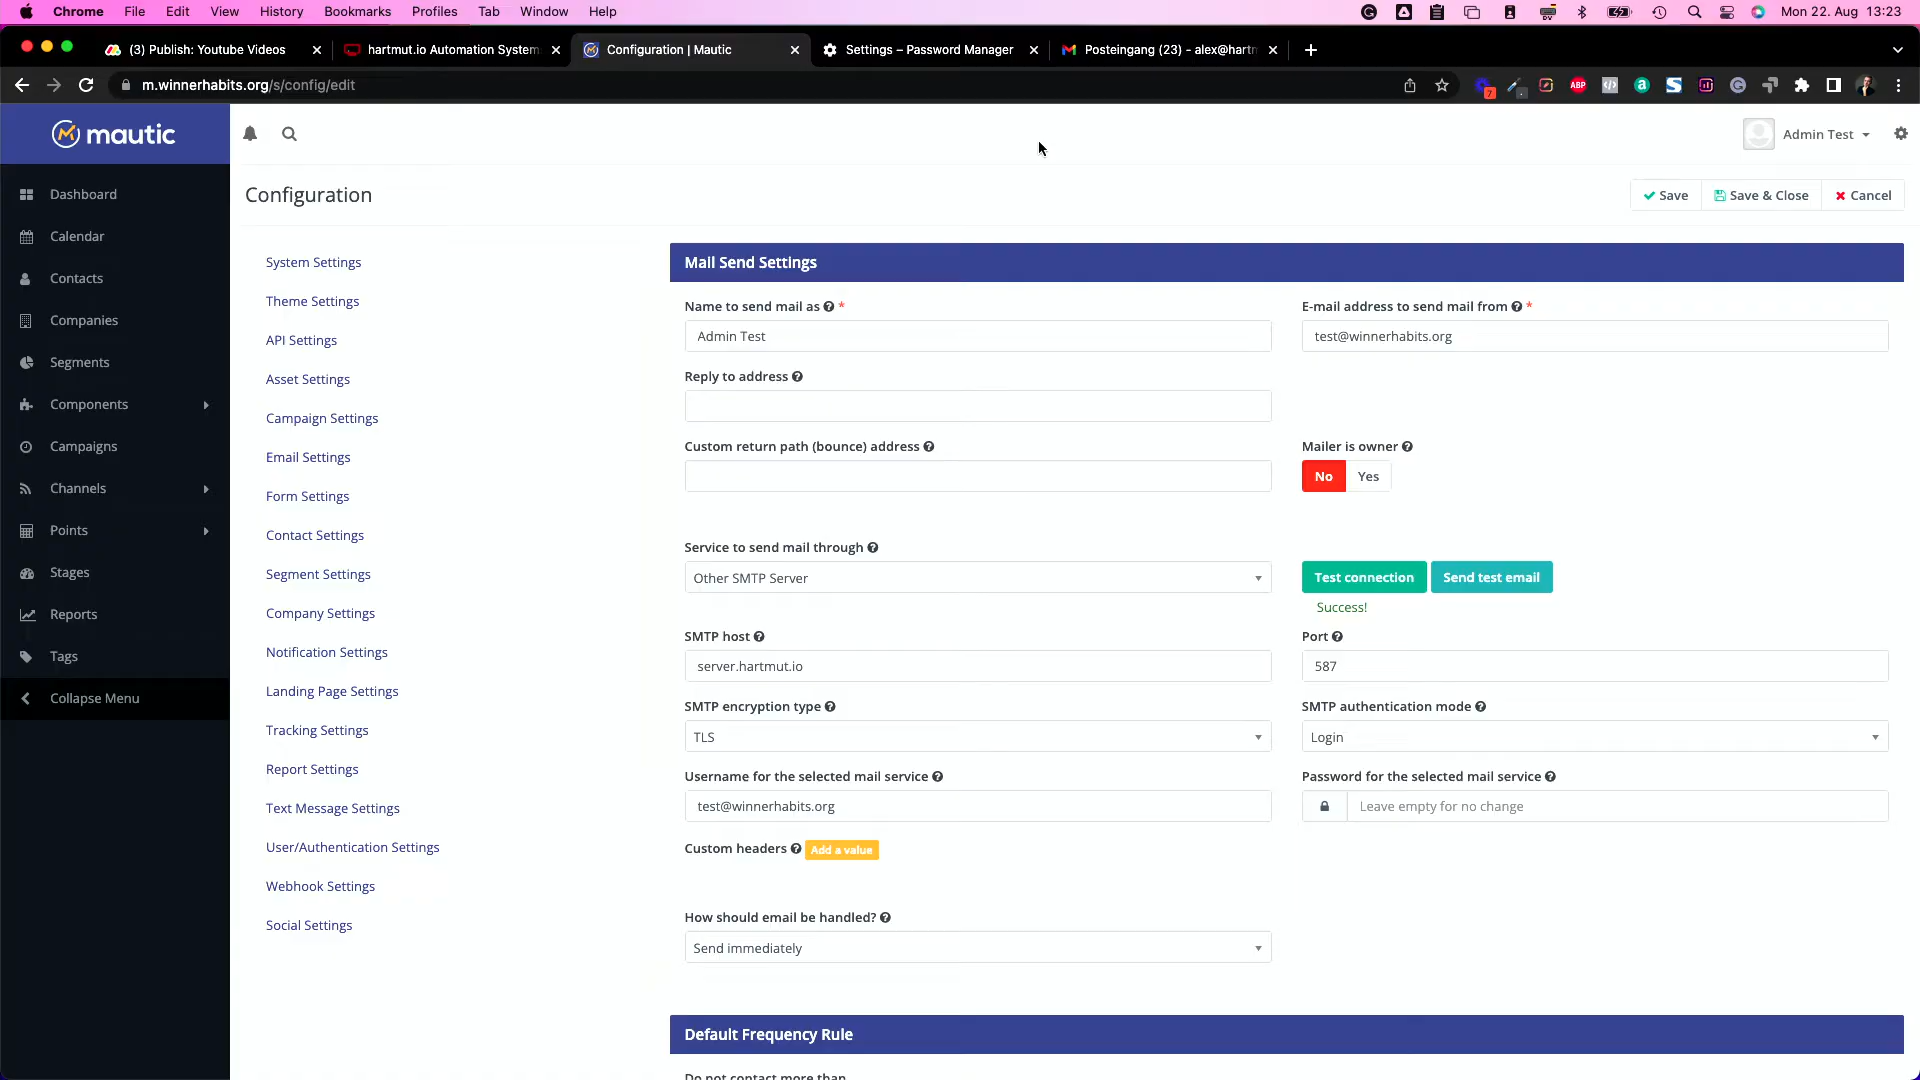 Chrome File Edit View History Bookmarks Profiles Tab Window Help Mon 22. Aug 13:23
(3) Publish: Youtube Videos hartmut.io Automation System Configuration | Mautic Settings – Password Manager Posteingang (23) - alex@hartm
m.winnerhabits.org/s/config/edit ABP 7
mautic
Admin Test
Configuration
Save Save & Close Cancel
Dashboard
Calendar
Contacts
Companies
Segments
Components
Campaigns
Channels
Points
Stages
Reports
Tags
Collapse Menu
System Settings
Theme Settings
API Settings
Asset Settings
Campaign Settings
Email Settings
Form Settings
Contact Settings
Segment Settings
Company Settings
Notification Settings
Landing Page Settings
Tracking Settings
Report Settings
Text Message Settings
User/Authentication Settings
Webhook Settings
Social Settings
Mail Send Settings
Name to send mail as *
Admin Test
E-mail address to send mail from *
test@winnerhabits.org
Reply to address
Custom return path (bounce) address
Mailer is owner
No Yes
Service to send mail through
Other SMTP Server
Test connection Send test email
Success!
SMTP host
server.hartmut.io
Port
587
SMTP encryption type
TLS
SMTP authentication mode
Login
Username for the selected mail service
test@winnerhabits.org
Password for the selected mail service
Leave empty for no change
Custom headers Add a value
How should email be handled?
Send immediately
Default Frequency Rule
Do not contact more than